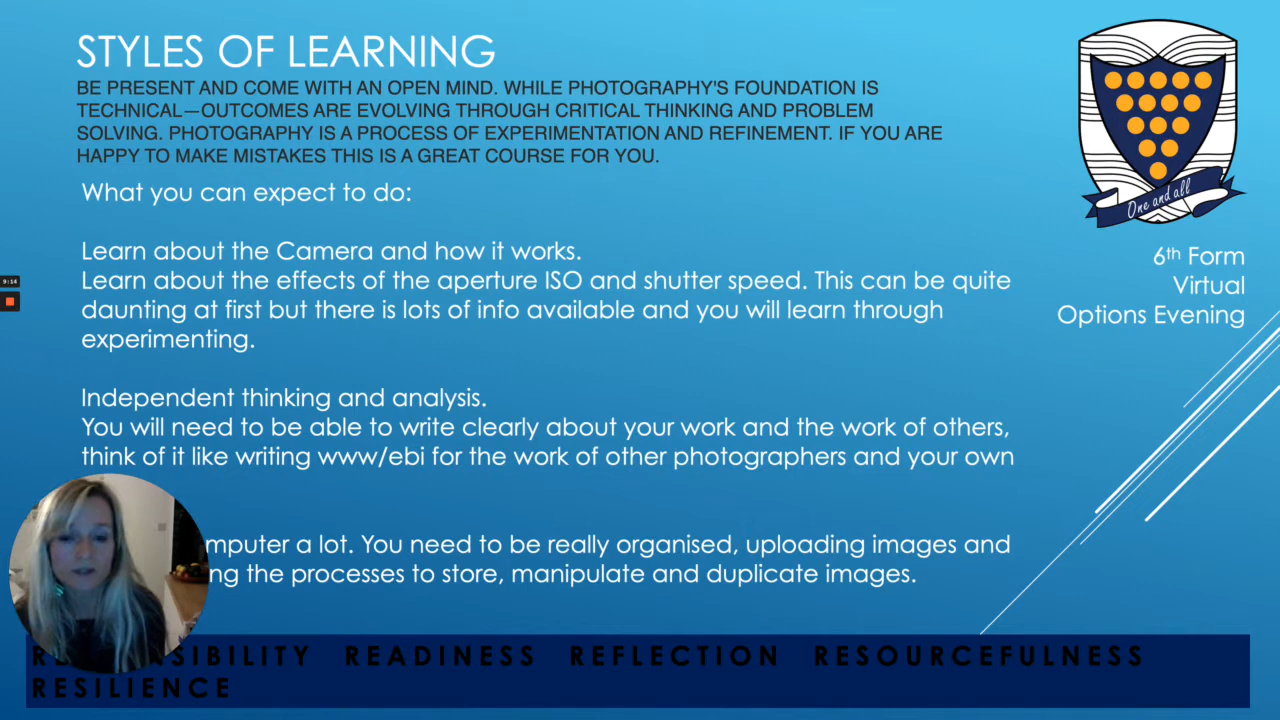 STYLES OF LEARNING
BE PRESENT AND COME WITH AN OPEN MIND. WHILE PHOTOGRAPHY'S FOUNDATION IS
TECHNICAL—OUTCOMES ARE EVOLVING THROUGH CRITICAL THINKING AND PROBLEM
SOLVING. PHOTOGRAPHY IS A PROCESS OF EXPERIMENTATION AND REFINEMENT. IF YOU ARE
HAPPY TO MAKE MISTAKES THIS IS A GREAT COURSE FOR YOU.
What you can expect to do:
Learn about the Camera and how it works.
Learn about the effects of the aperture ISO and shutter speed. This can be quite
daunting at first but there is lots of info available and you will learn through
experimenting.
Independent thinking and analysis.
You will need to be able to write clearly about your work and the work of others,
think of it like writing www/ebi for the work of other photographers and your own
a lot. You need to be really organised, uploading images and
the processes to store, manipulate and duplicate images.
One and all
6th Form
Virtual
Options Evening
9:14
READINESS REFLECTION RESOURCEFULNESS
RESILIENCE